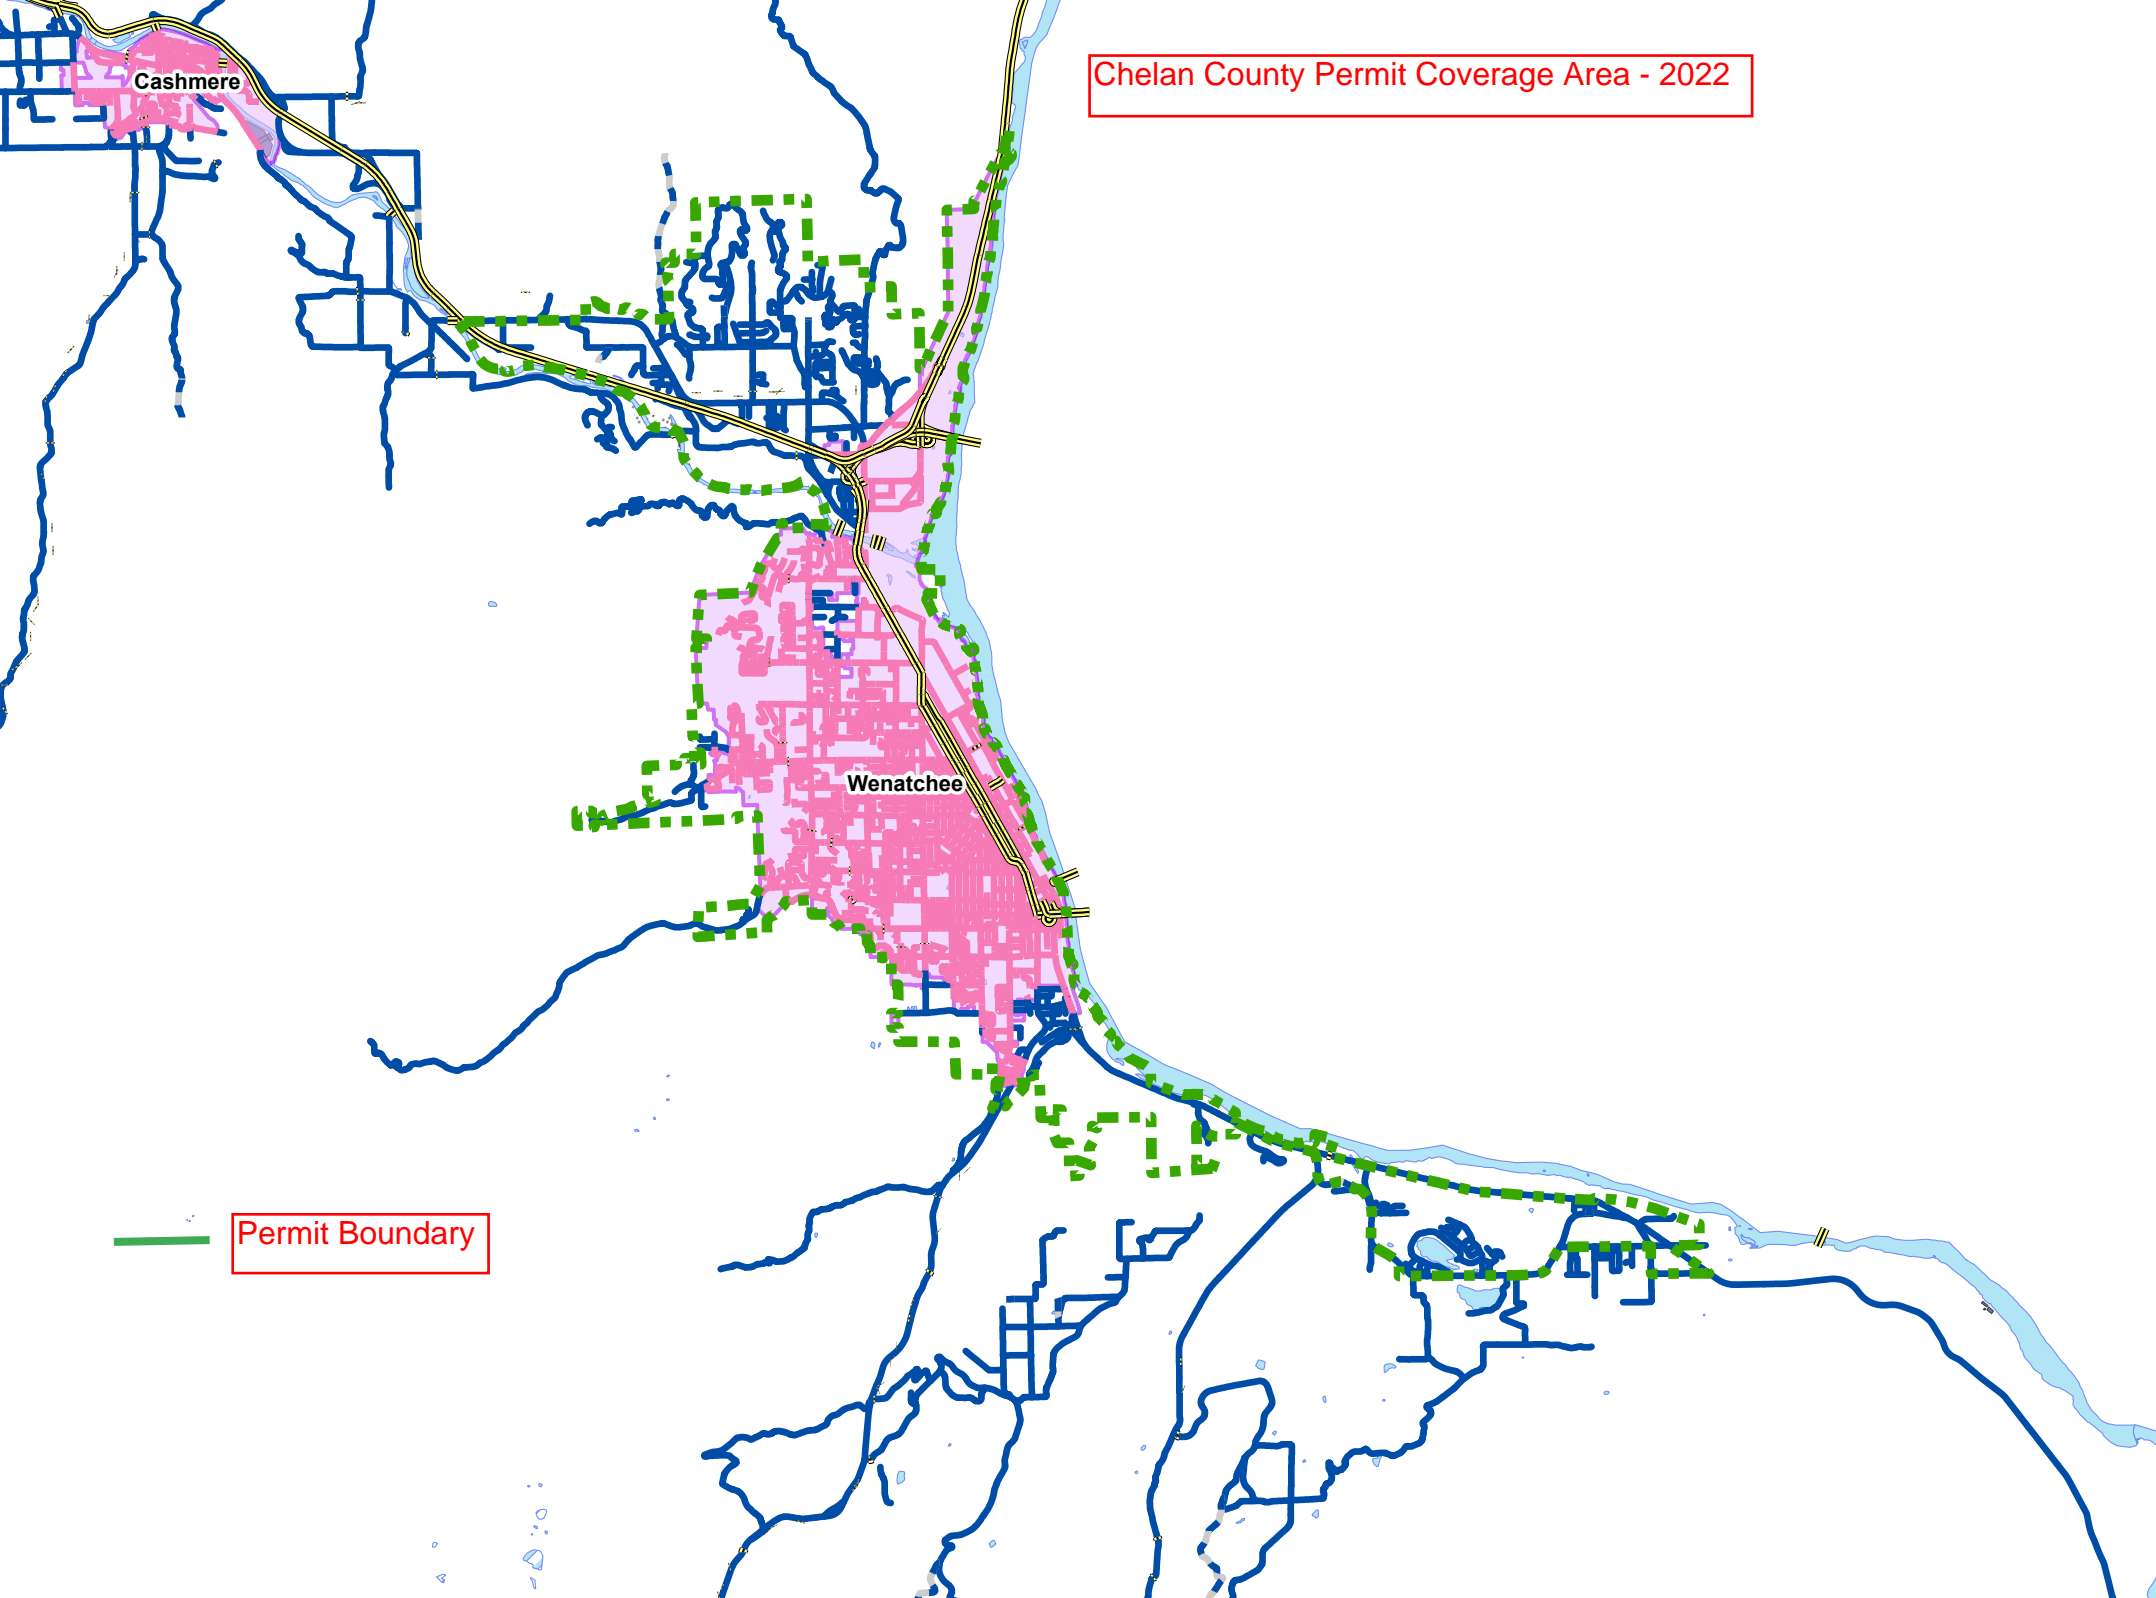 Chelan County Permit Coverage Area - 2022
Cashmere
Wenatchee
Permit Boundary